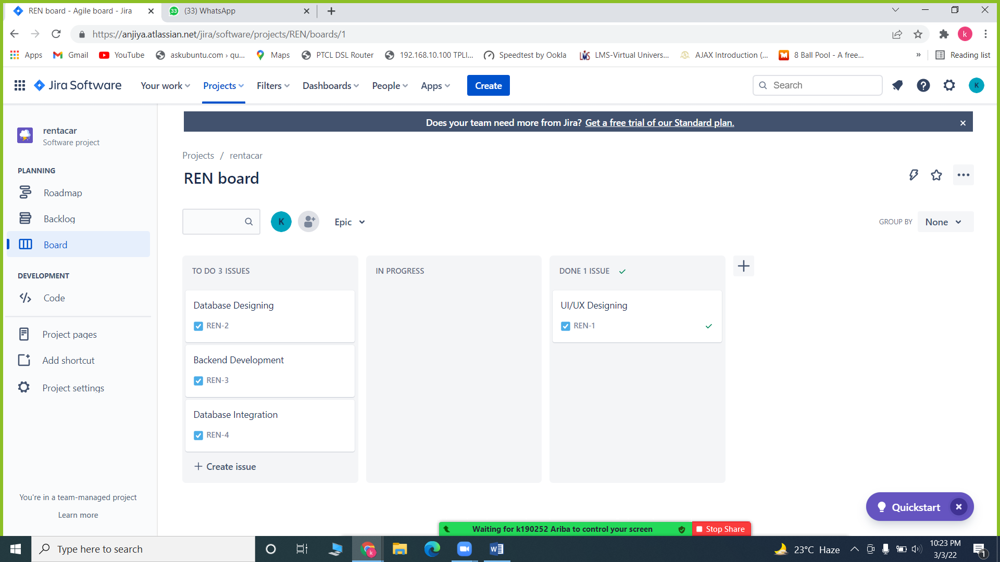 REN board - Agile board - Jira
33
(33) WhatsApp
https://anjiya.atlassian.net/jira/software/projects/REN/boards/1
k
Apps
Gmail
YouTube
askubuntu.com › qu...
Maps
PTCL DSL Router
192.168.10.100 TPLI...
Speedtest by Ookla
LMS-Virtual Univers...
AJAX Introduction (...
8 Ball Pool - A free...
»
Reading list
Jira Software
Your work
Projects
Filters
Dashboards
People
Apps
Create
Search
K
Does your team need more from Jira? Get a free trial of our Standard plan.
rentacar
Software project
PLANNING
Roadmap
Backlog
Board
DEVELOPMENT
Code
Project pages
Add shortcut
Project settings
You're in a team-managed project
Learn more
Projects / rentacar
REN board
K
Epic
GROUP BY
None
TO DO 3 ISSUES
Database Designing
REN-2
Backend Development
REN-3
Database Integration
REN-4
Create issue
IN PROGRESS
DONE 1 ISSUE
UI/UX Designing
REN-1
Quickstart
Waiting for k190252 Ariba to control your screen
Stop Share
Type here to search
k
W
23°C Haze
10:23 PM
3/3/22
1